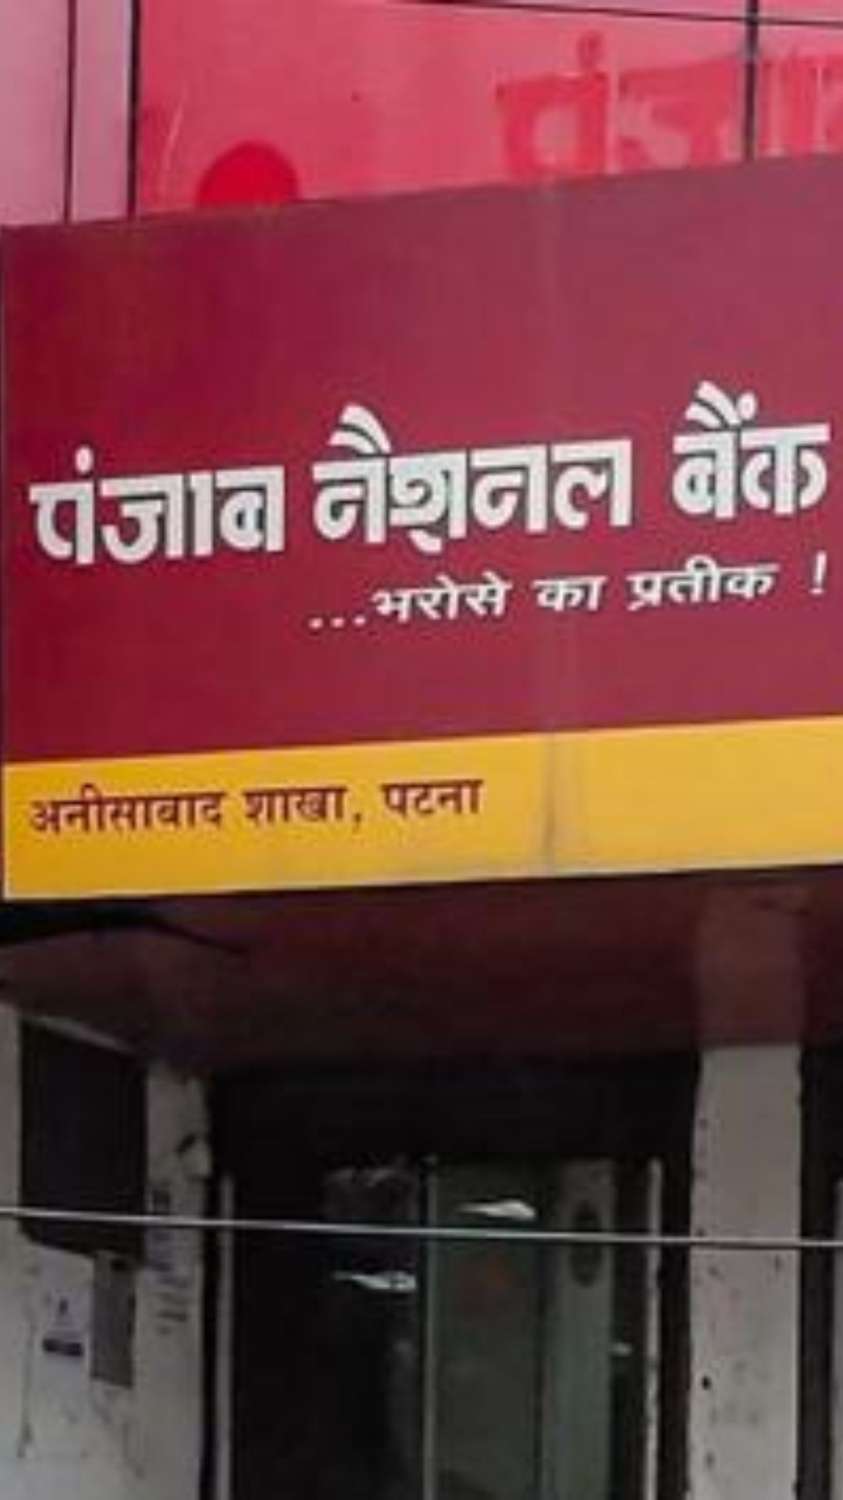 पंजाब नैशनल बैंक
...भरोसे का प्रतीक !
अनीसाबाद शाखा, पटना